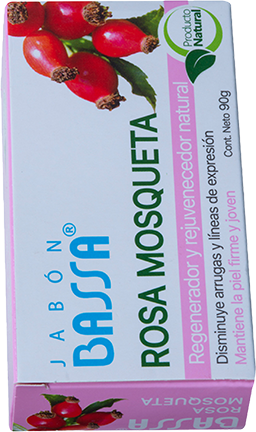 Producto
Natural
JABÓN
BASSA®
ROSA MOSQUETA
Regenerador y rejuvenecedor natural
Disminuye arrugas y líneas de expresión
Mantiene la piel firme y joven
Cont. Neto 90g
BASSA
ROSA
MOSQUETA